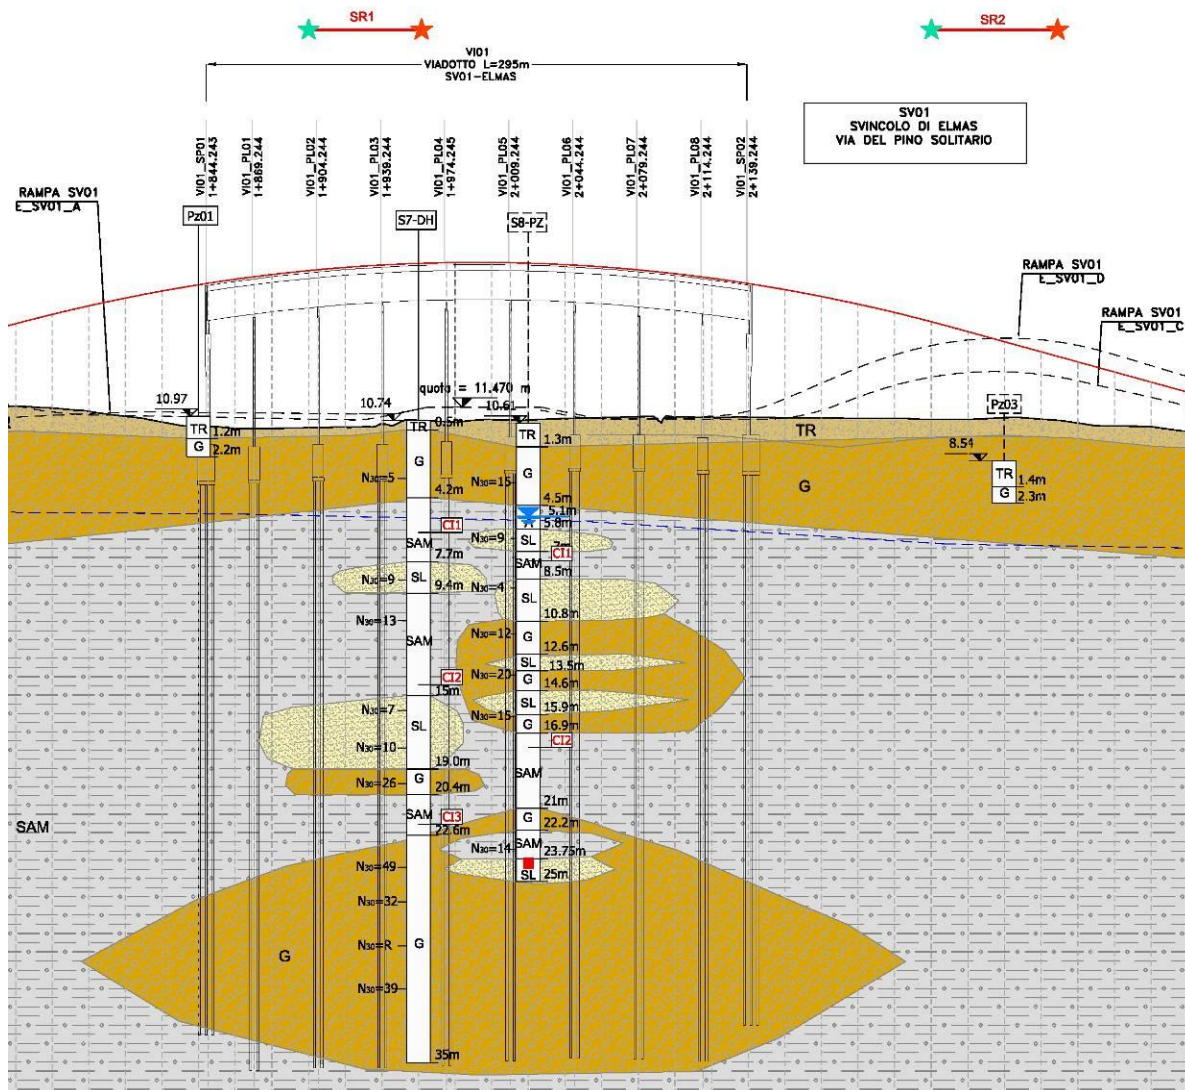 SR1
SR2
VI01
VIADOTTO L=295m
SV01-ELMAS
SV01
SVINCOLO DI ELMAS
VIA DEL PINO SOLITARIO
VI01_SP01
1+844.243
VI01_PL01
1+869.244
VI01_PL02
1+904.244
VI01_PL03
1+939.244
VI01_PL04
1+974.245
VI01_PL05
2+009.244
VI01_PL06
2+044.244
VI01_PL07
2+079.244
VI01_PL08
2+114.244
VI01_SP02
2+139.244
RAMPA SV01
E_SV01_A
Pz01
S7-DH
S8-PZ
RAMPA SV01
E_SV01_D
RAMPA SV01
E_SV01_C
quota = 11.470 m
10.97
10.74
10.61
Pz03
8.54
TR
1.2m
G
2.2m
TR
0.5m
G
N30=5
4.2m
CI1
SAM
7.7m
SL
N30=9
9.4m
N30=13
SAM
CI2
15m
N30=7
SL
N30=10
19.0m
G
N30=26
20.4m
SAM
CI3
22.6m
N30=49
N30=32
N30=R
G
N30=39
35m
TR
1.3m
G
N30=15
4.5m
5.1m
5.8m
N30=9
SL
7m
CI1
SAM
8.5m
N30=4
SL
10.8m
N30=12
G
12.6m
SL
13.5m
N30=20
G
14.6m
SL
15.9m
N30=15
G
16.9m
CI2
SAM
21m
G
22.2m
SAM
N30=14
23.75m
SL
25m
TR
1.4m
G
2.3m
TR
G
SAM
G